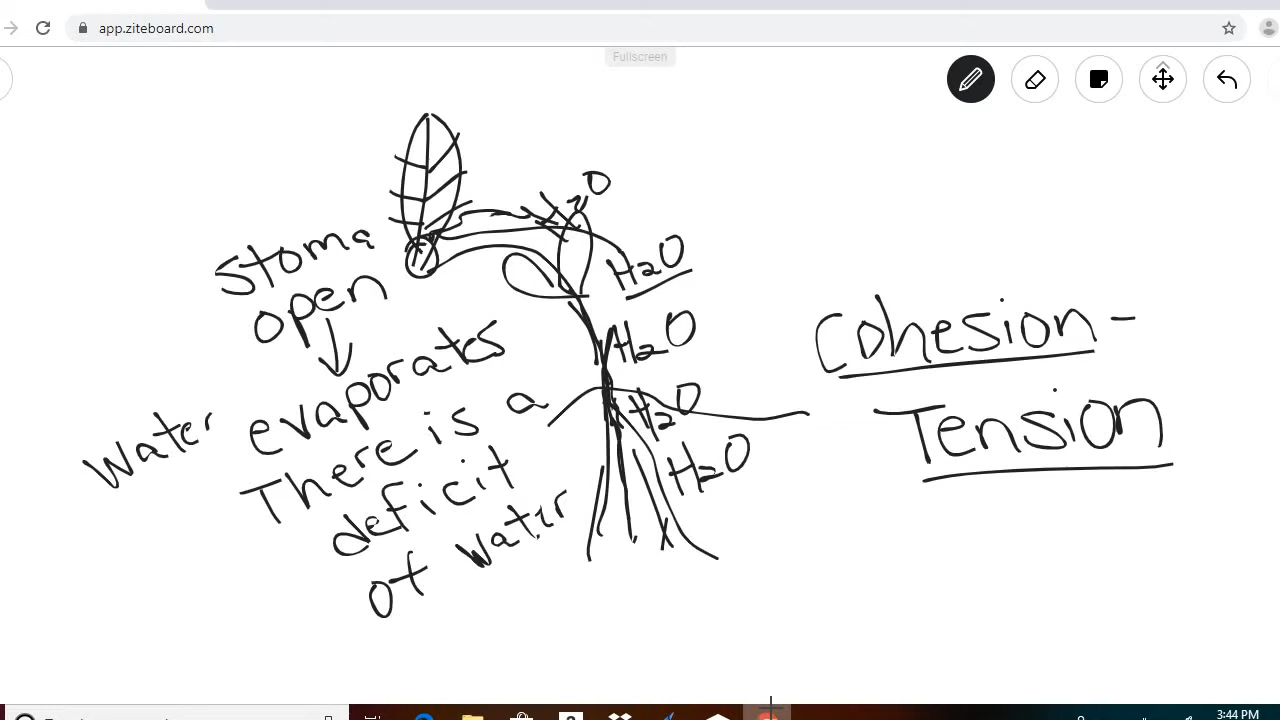 app.ziteboard.com
Fullscreen
H2O
H2O
H2O
H2O
H2O
stoma
open
water evaporates
There is a
deficit
of water
Cohesion-
Tension
3:44 PM